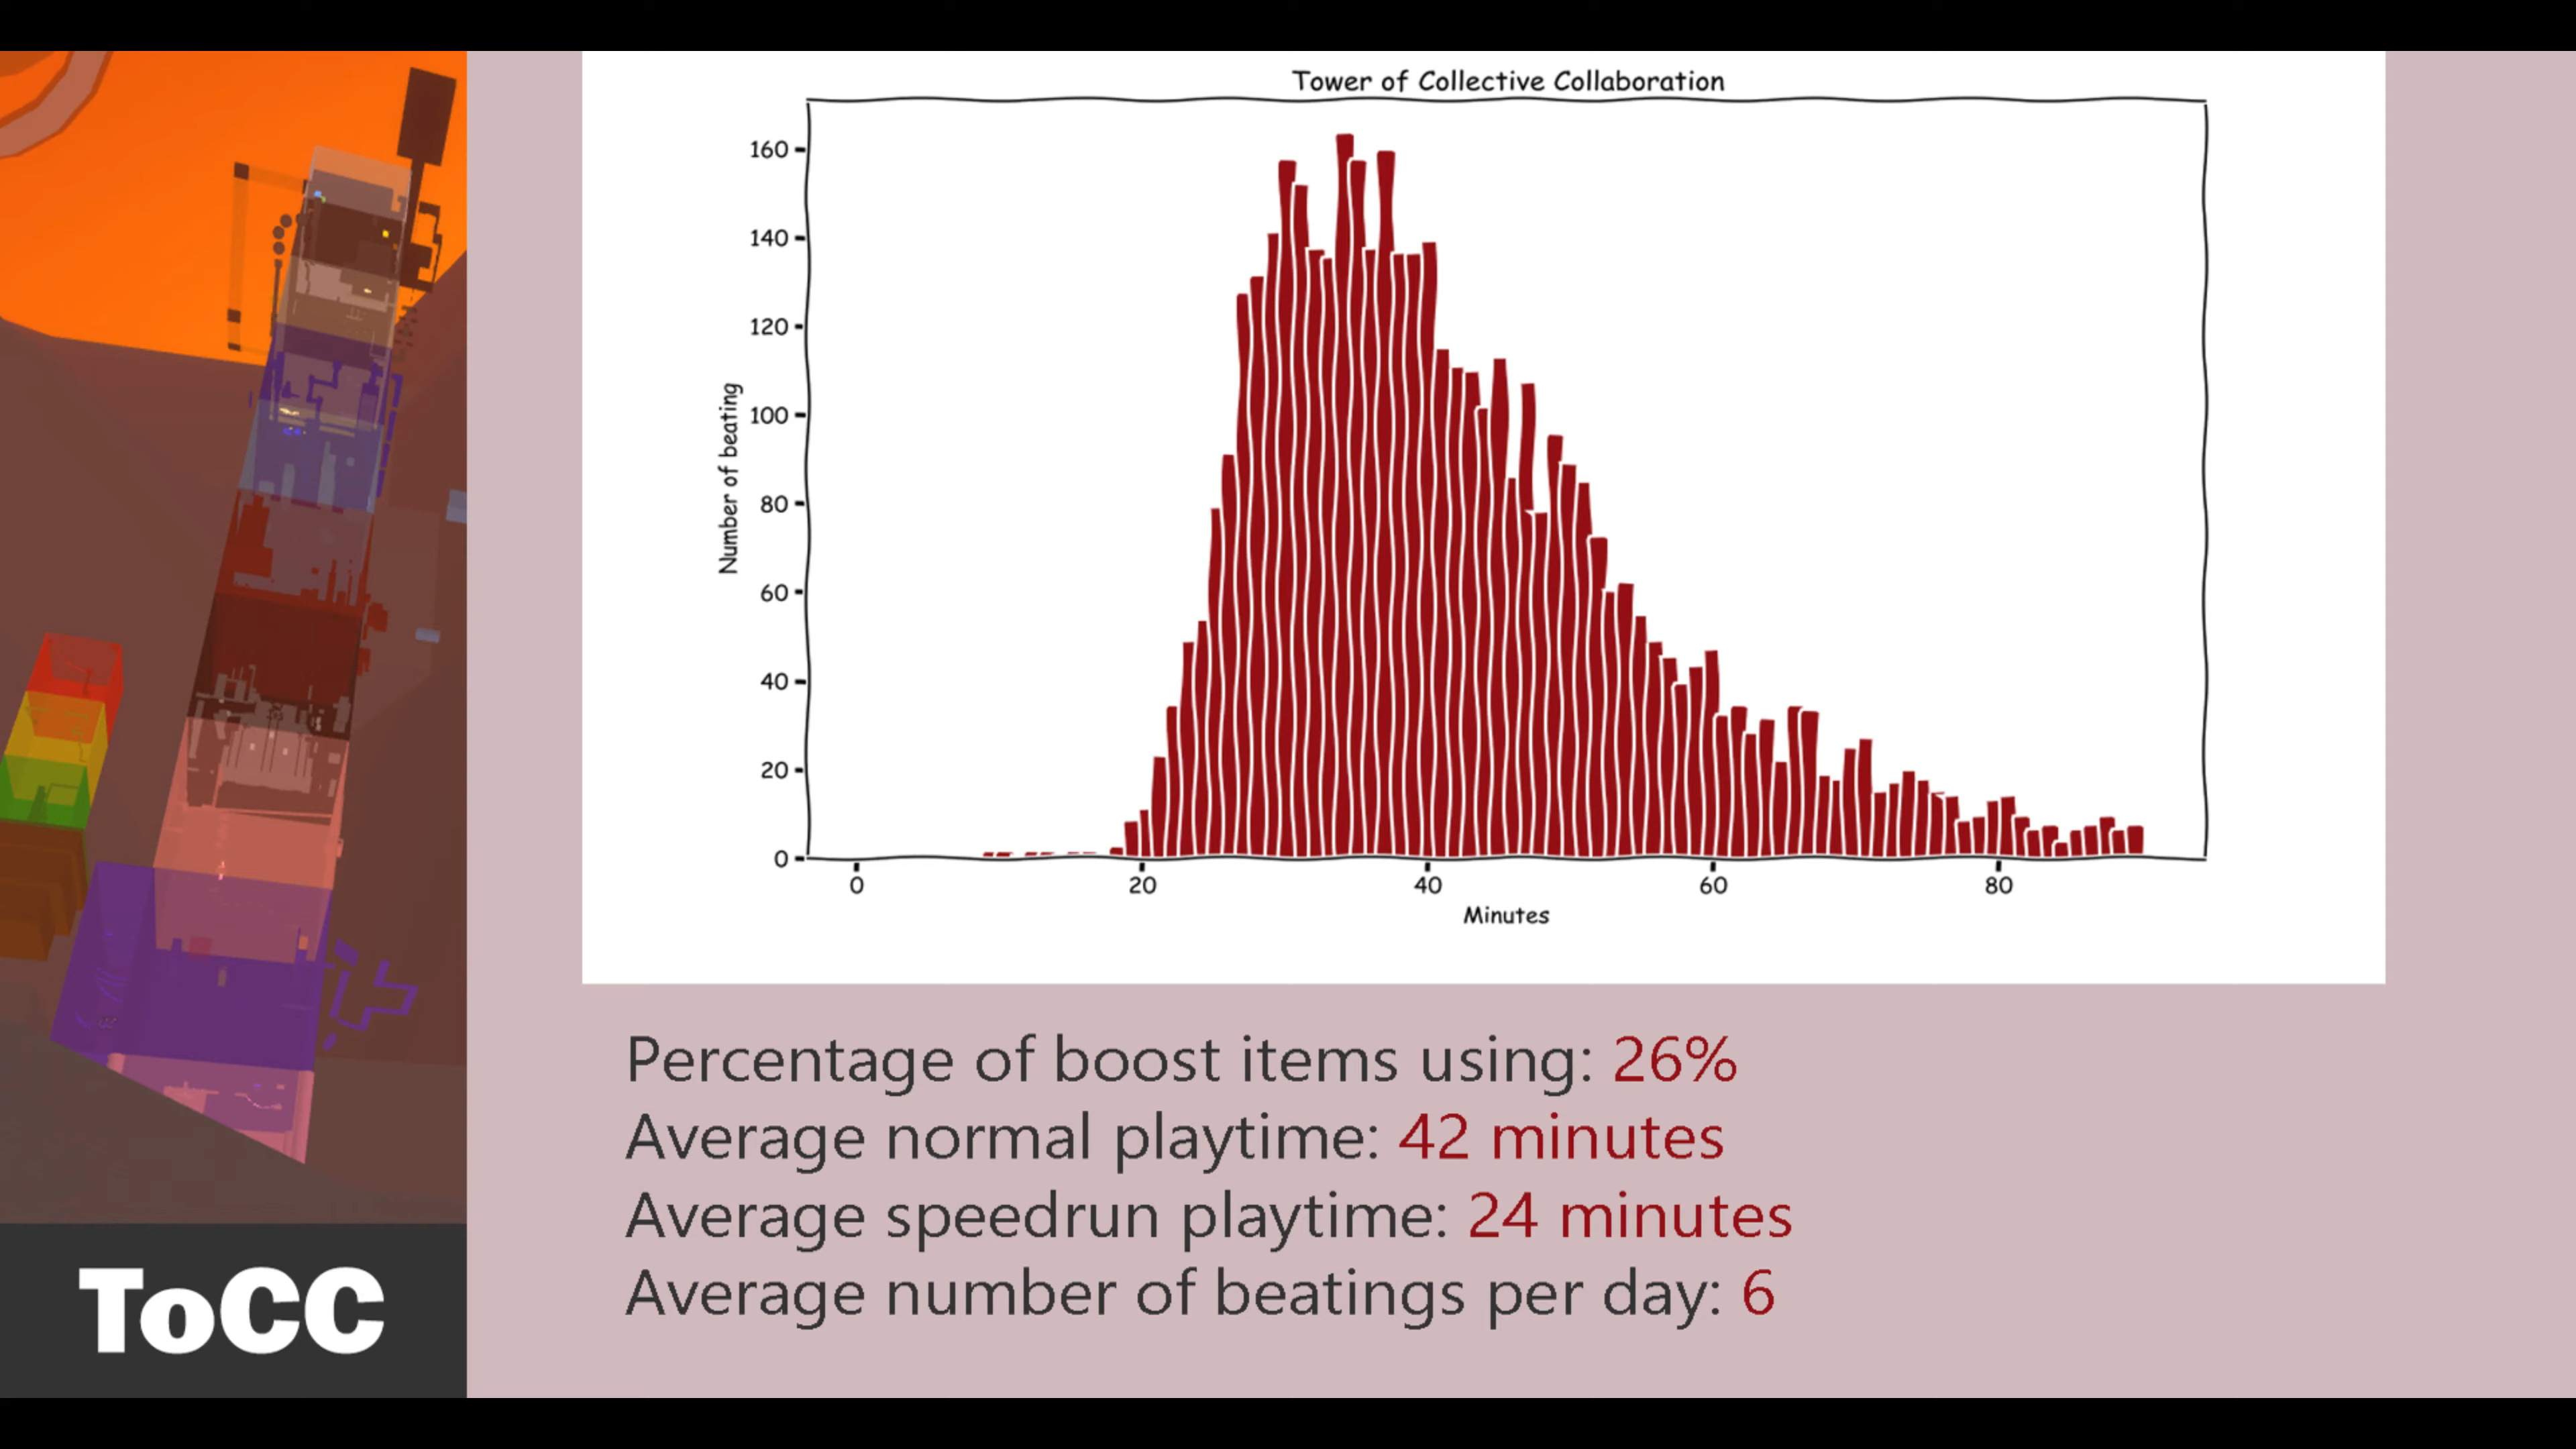 Tower of Collective Collaboration
160
140
120
100
80
60
40
20
0
Number of beating
0 20 40 60 80
Minutes
Percentage of boost items using: 26%
Average normal playtime: 42 minutes
Average speedrun playtime: 24 minutes
Average number of beatings per day: 6
ToCC